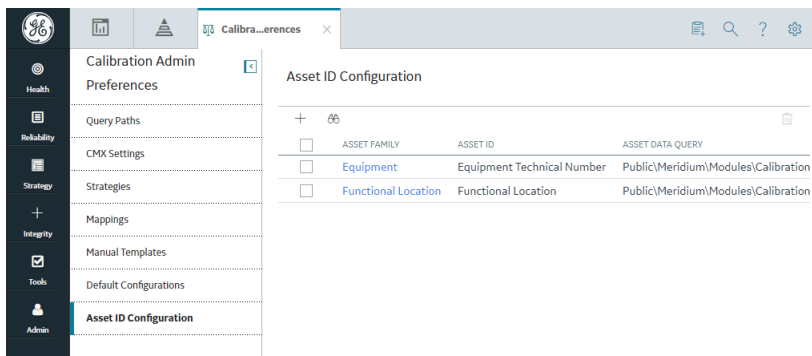 Calibra...erences
Health
Reliability
Strategy
Integrity
Tools
Admin
Calibration Admin
Preferences
Query Paths
CMX Settings
Strategies
Mappings
Manual Templates
Default Configurations
Asset ID Configuration
Asset ID Configuration
ASSET FAMILY ASSET ID ASSET DATA QUERY
Equipment Equipment Technical Number Public\Meridium\Modules\Calibration
Functional Location Functional Location Public\Meridium\Modules\Calibration